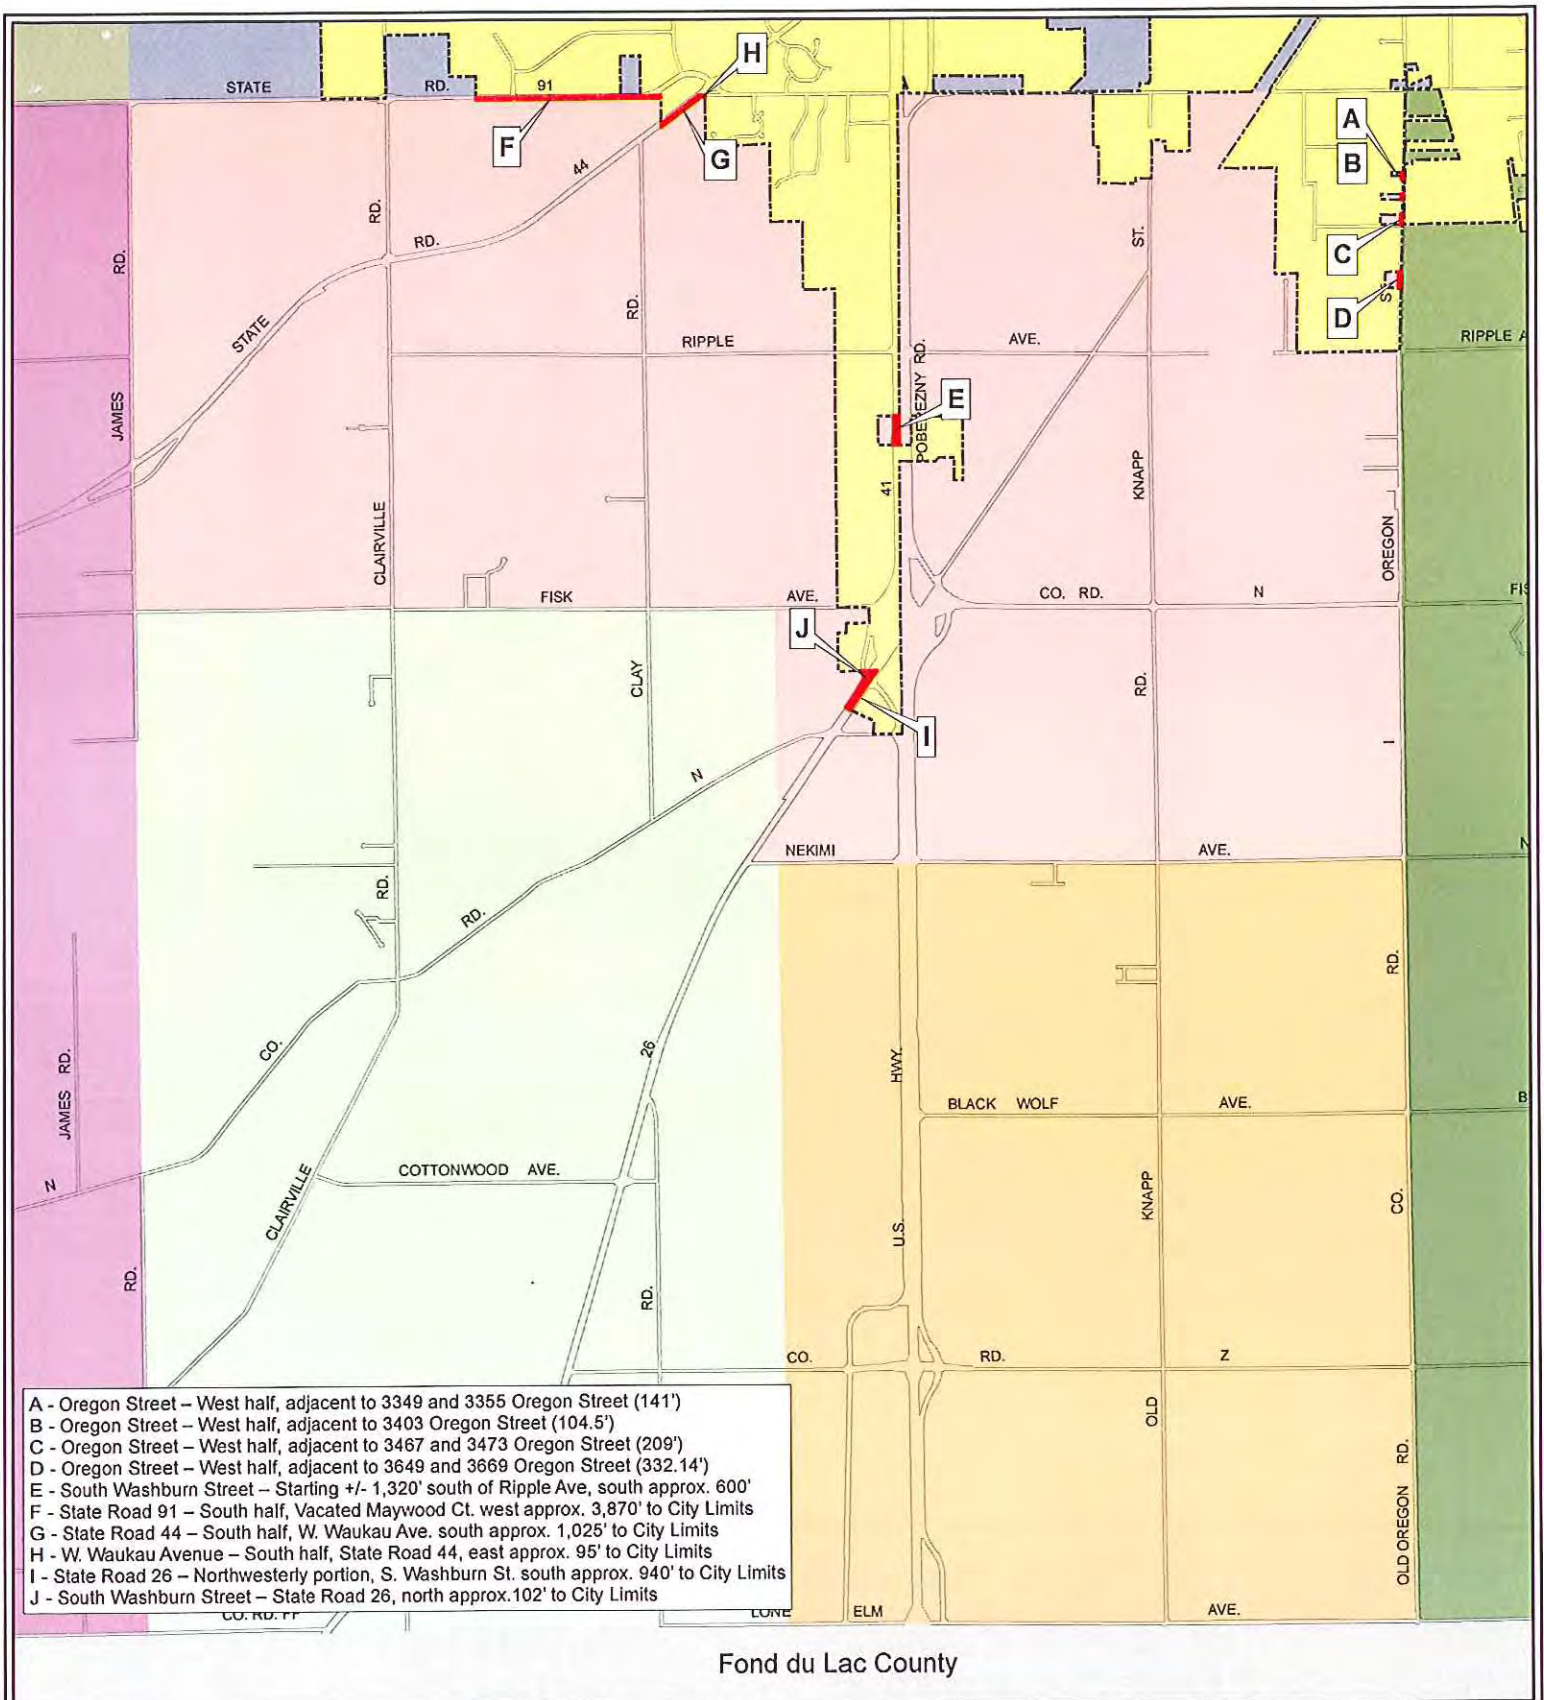 H
STATE RD. 91
A
F
G
B
44
RD.
ST.
RD.
RD.
C
ST
D
STATE
RD.
RIPPLE
AVE.
RIPPLE A
POBEREZNY RD.
E
JAMES
KNAPP
41
CLAIRVILLE
OREGON
FISK
AVE.
CO. RD.
N
FIS
J
CLAY
RD.
I
I
N
NEKIMI
AVE.
N
RD.
RD.
RD.
CO.
26
HWY.
JAMES RD.
BLACK WOLF
AVE.
B
COTTONWOOD AVE.
N
CLAIRVILLE
KNAPP
CO.
U.S.
RD.
RD.
CO.
RD.
Z
OLD
OLD OREGON RD.
A - Oregon Street – West half, adjacent to 3349 and 3355 Oregon Street (141')
B - Oregon Street – West half, adjacent to 3403 Oregon Street (104.5')
C - Oregon Street – West half, adjacent to 3467 and 3473 Oregon Street (209')
D - Oregon Street – West half, adjacent to 3649 and 3669 Oregon Street (332.14')
E - South Washburn Street – Starting +/- 1,320' south of Ripple Ave, south approx. 600'
F - State Road 91 – South half, Vacated Maywood Ct. west approx. 3,870' to City Limits
G - State Road 44 – South half, W. Waukau Ave. south approx. 1,025' to City Limits
H - W. Waukau Avenue – South half, State Road 44, east approx. 95' to City Limits
I - State Road 26 – Northwesterly portion, S. Washburn St. south approx. 940' to City Limits
J - South Washburn Street – State Road 26, north approx.102' to City Limits
CO. RD. FF
LONE
ELM
AVE.
Fond du Lac County